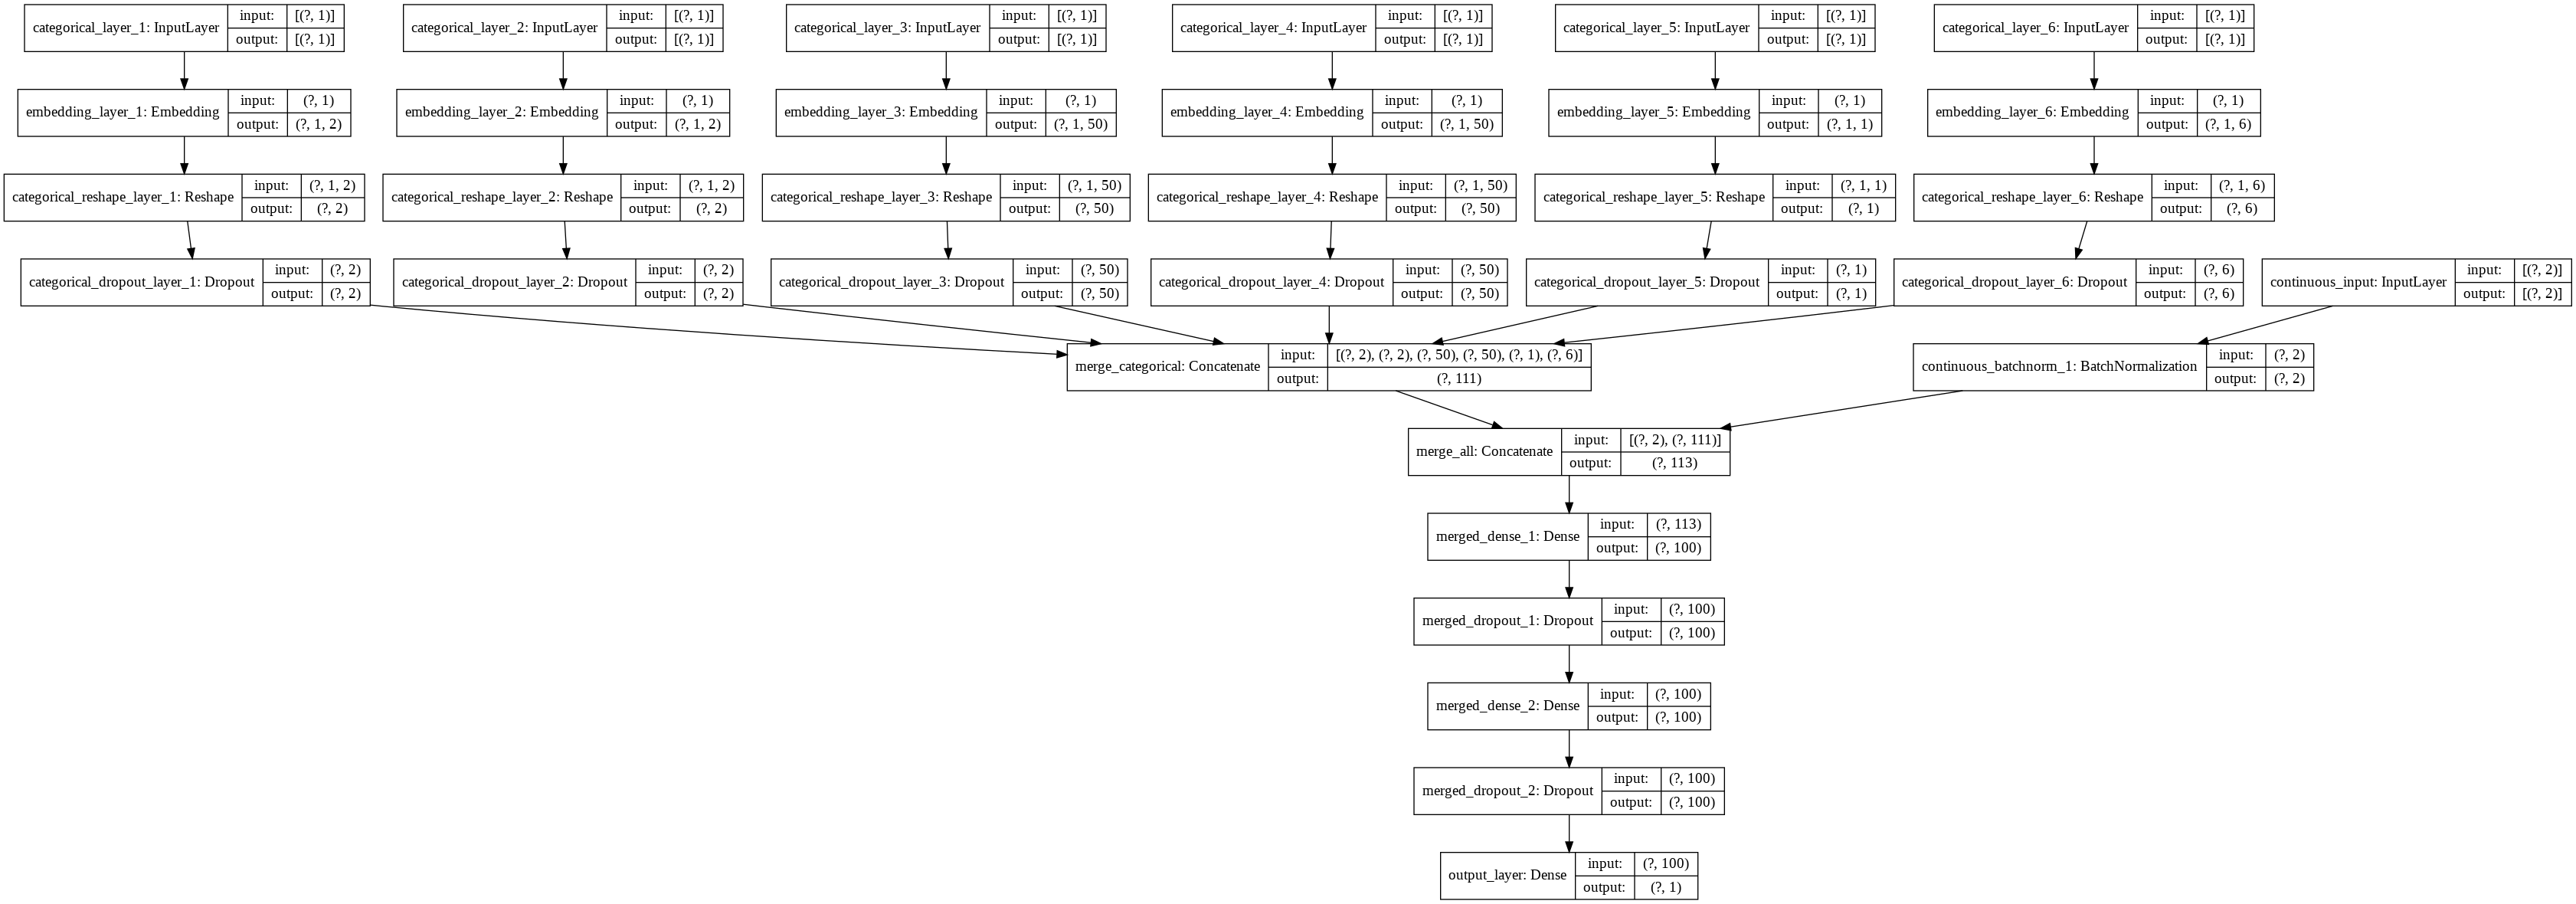 categorical_layer_1: InputLayer input: [(?, 1)] output: [(?, 1)]
categorical_layer_2: InputLayer input: [(?, 1)] output: [(?, 1)]
categorical_layer_3: InputLayer input: [(?, 1)] output: [(?, 1)]
categorical_layer_4: InputLayer input: [(?, 1)] output: [(?, 1)]
categorical_layer_5: InputLayer input: [(?, 1)] output: [(?, 1)]
categorical_layer_6: InputLayer input: [(?, 1)] output: [(?, 1)]
embedding_layer_1: Embedding input: (?, 1) output: (?, 1, 2)
embedding_layer_2: Embedding input: (?, 1) output: (?, 1, 2)
embedding_layer_3: Embedding input: (?, 1) output: (?, 1, 50)
embedding_layer_4: Embedding input: (?, 1) output: (?, 1, 50)
embedding_layer_5: Embedding input: (?, 1) output: (?, 1, 1)
embedding_layer_6: Embedding input: (?, 1) output: (?, 1, 6)
categorical_reshape_layer_1: Reshape input: (?, 1, 2) output: (?, 2)
categorical_reshape_layer_2: Reshape input: (?, 1, 2) output: (?, 2)
categorical_reshape_layer_3: Reshape input: (?, 1, 50) output: (?, 50)
categorical_reshape_layer_4: Reshape input: (?, 1, 50) output: (?, 50)
categorical_reshape_layer_5: Reshape input: (?, 1, 1) output: (?, 1)
categorical_reshape_layer_6: Reshape input: (?, 1, 6) output: (?, 6)
categorical_dropout_layer_1: Dropout input: (?, 2) output: (?, 2)
categorical_dropout_layer_2: Dropout input: (?, 2) output: (?, 2)
categorical_dropout_layer_3: Dropout input: (?, 50) output: (?, 50)
categorical_dropout_layer_4: Dropout input: (?, 50) output: (?, 50)
categorical_dropout_layer_5: Dropout input: (?, 1) output: (?, 1)
categorical_dropout_layer_6: Dropout input: (?, 6) output: (?, 6)
continuous_input: InputLayer input: [(?, 2)] output: [(?, 2)]
merge_categorical: Concatenate input: [(?, 2), (?, 2), (?, 50), (?, 50), (?, 1), (?, 6)] output: (?, 111)
continuous_batchnorm_1: BatchNormalization input: (?, 2) output: (?, 2)
merge_all: Concatenate input: [(?, 2), (?, 111)] output: (?, 113)
merged_dense_1: Dense input: (?, 113) output: (?, 100)
merged_dropout_1: Dropout input: (?, 100) output: (?, 100)
merged_dense_2: Dense input: (?, 100) output: (?, 100)
merged_dropout_2: Dropout input: (?, 100) output: (?, 100)
output_layer: Dense input: (?, 100) output: (?, 1)